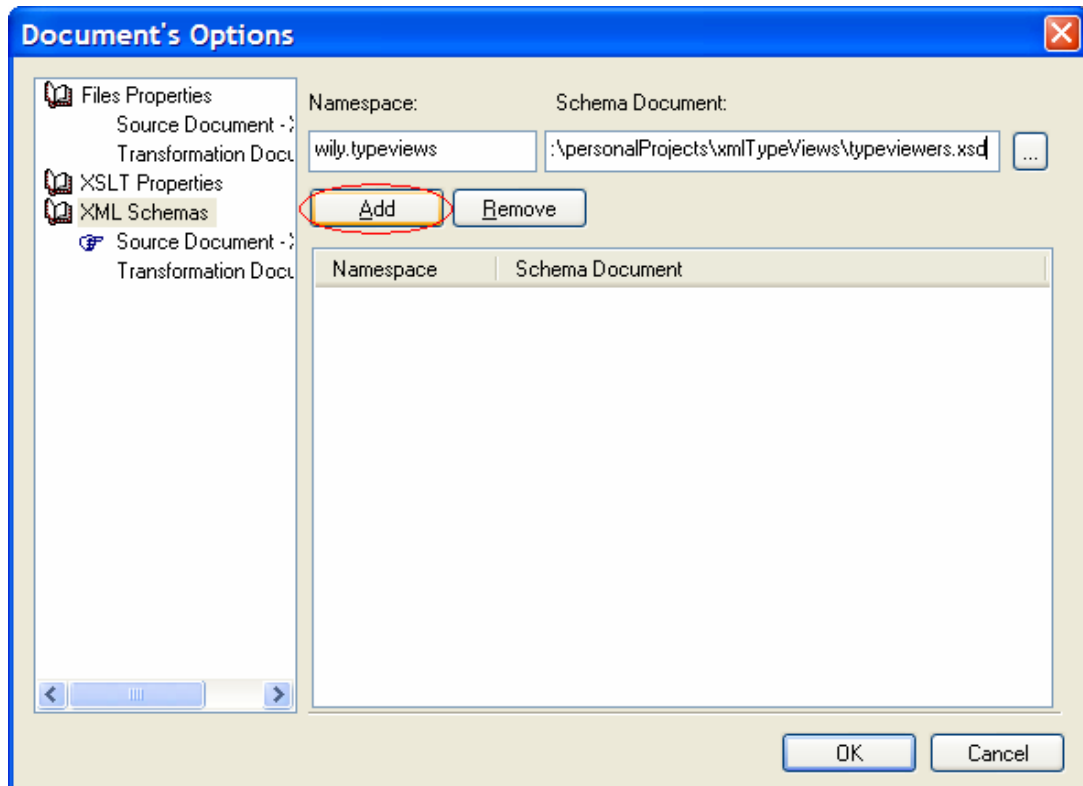 Document's Options
Files Properties
Source Document -
Transformation Docu
XSLT Properties
XML Schemas
Source Document -
Transformation Docu
Namespace:
Schema Document:
wily.typeviews
:\personalProjects\xmlTypeViews\typeviewers.xsd
...
Add
Remove
Namespace
Schema Document
OK
Cancel